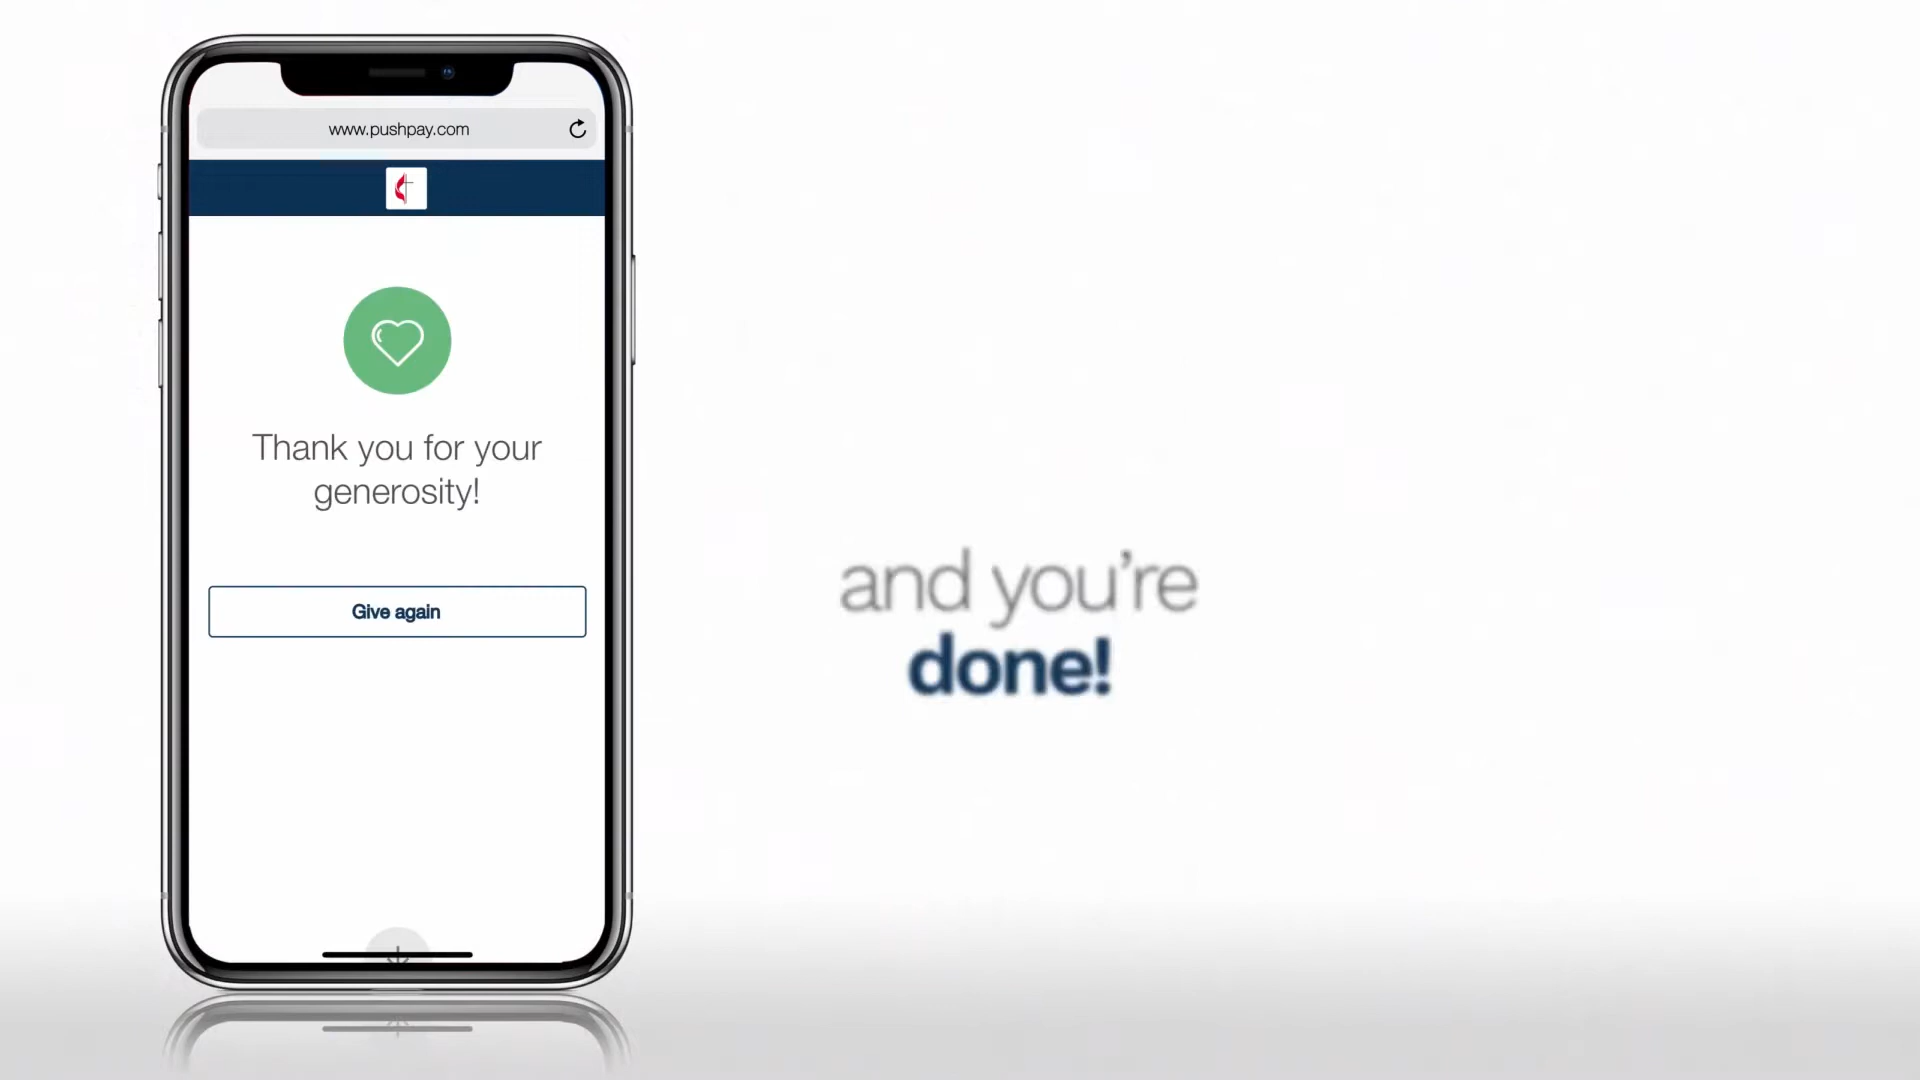 www.pushpay.com
Thank you for your
generosity!
Give again
and you’re
done!